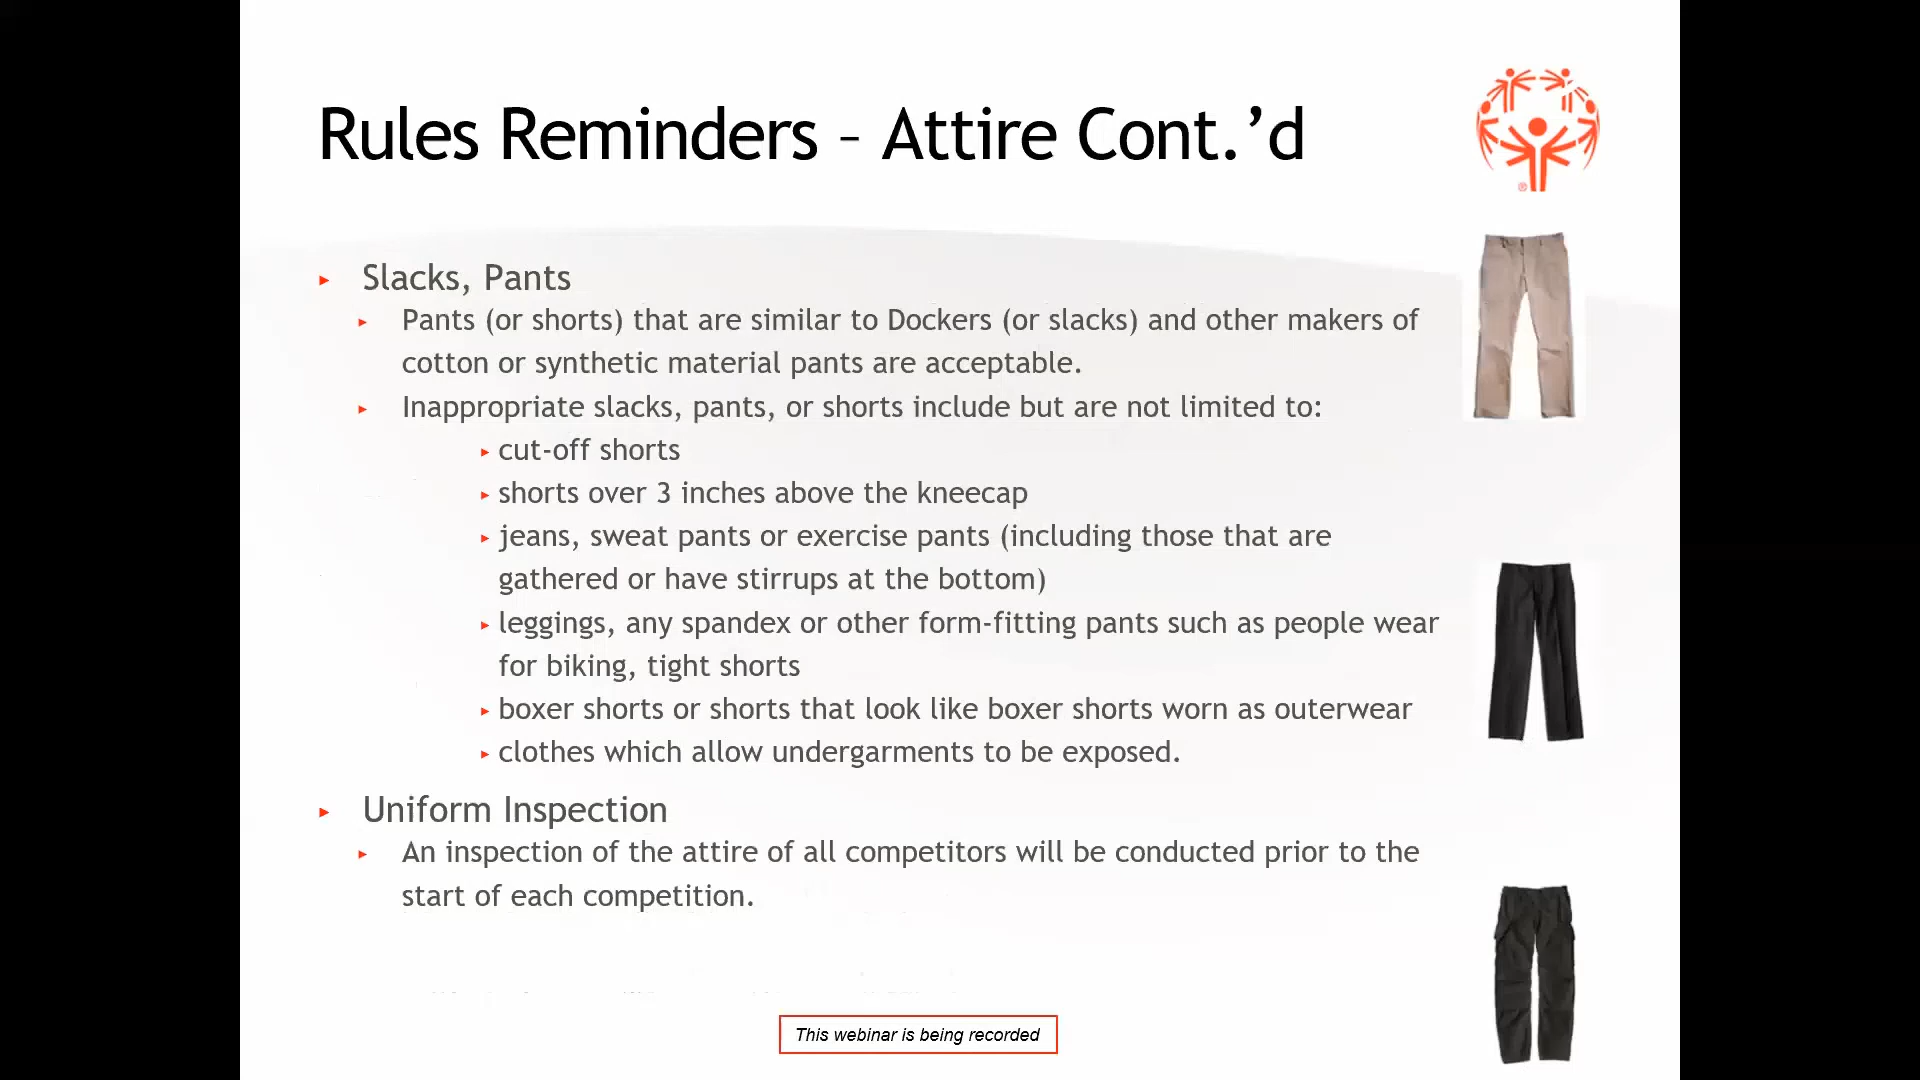 Rules Reminders – Attire Cont.’d
®
Slacks, Pants
Pants (or shorts) that are similar to Dockers (or slacks) and other makers of
cotton or synthetic material pants are acceptable.
Inappropriate slacks, pants, or shorts include but are not limited to:
cut-off shorts
shorts over 3 inches above the kneecap
jeans, sweat pants or exercise pants (including those that are
gathered or have stirrups at the bottom)
leggings, any spandex or other form-fitting pants such as people wear
for biking, tight shorts
boxer shorts or shorts that look like boxer shorts worn as outerwear
clothes which allow undergarments to be exposed.
Uniform Inspection
An inspection of the attire of all competitors will be conducted prior to the
start of each competition.
This webinar is being recorded